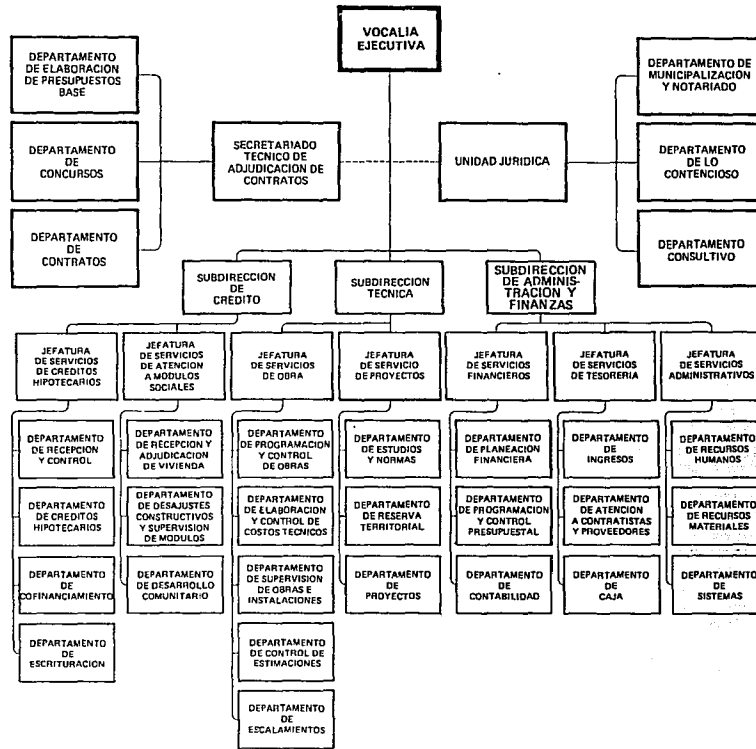 VOCALIA
EJECUTIVA
DEPARTAMENTO
DE ELABORACION
DE PRESUPUESTOS
BASE
DEPARTAMENTO
DE
CONCURSOS
DEPARTAMENTO
DE
CONTRATOS
SECRETARIADO
TECNICO DE
ADJUDICACION DE
CONTRATOS
UNIDAD JURIDICA
DEPARTAMENTO DE
MUNICIPALIZACIÓN
Y NOTARIADO
DEPARTAMENTO
DE LO
CONTENCIOSO
DEPARTAMENTO
CONSULTIVO
SUBDIRECCION
DE
CRÉDITO
SUBDIRECCION
TECNICA
SUBDIRECCION
DE ADMINIS-
TRACION Y
FINANZAS
JEFATURA
DE SERVICIOS
DE CREDITOS
HIPOTECARIOS
JEFATURA
DE SERVICIOS
DE ATENCION
A MODULOS
SOCIALES
JEFATURA
DE SERVICIOS
DE OBRA
JEFATURA
DE SERVICIO
DE PROYECTOS
JEFATURA
DE SERVICIOS
FINANCIEROS
JEFATURA
DE SERVICIOS
DE TESORERIA
JEFATURA
DE SERVICIOS
ADMINISTRATIVOS
DEPARTAMENTO
DE RECEPCION
Y CONTROL
DEPARTAMENTO
DE CREDITOS
HIPOTECARIOS
DEPARTAMENTO
DE
COFINANCIAMIENTO
DEPARTAMENTO
DE
ESCRITURACION
DEPARTAMENTO
DE RECEPCION Y
ADJUDICACION
DE VIVIENDA
DEPARTAMENTO
DE DESAJUSTES
CONSTRUCTIVOS
Y SUPERVISION
DE MODULOS
DEPARTAMENTO
DE DESARROLLO
COMUNITARIO
DEPARTAMENTO
DE PROGRAMACION
Y CONTROL
DE OBRAS
DEPARTAMENTO
DE ELABORACION
Y CONTROL DE
COSTOS TECNICOS
DEPARTAMENTO
DE SUPERVISION
DE OBRAS E
INSTALACIONES
DEPARTAMENTO
DE CONTROL DE
ESTIMACIONES
DEPARTAMENTO
DE
ESCALAMIENTOS
DEPARTAMENTO
DE ESTUDIOS
Y NORMAS
DEPARTAMENTO
DE RESERVA
TERRITORIAL
DEPARTAMENTO
DE
PROYECTOS
DEPARTAMENTO
DE PLANEACIÓN
FINANCIERA
DEPARTAMENTO
DE PROGRAMACION
Y CONTROL
PRESUPUESTAL
DEPARTAMENTO
DE
CONTABILIDAD
DEPARTAMENTO
DE
INGRESOS
DEPARTAMENTO
DE ATENCION
A CONTRATISTAS
Y PROVEEDORES
DEPARTAMENTO
DE
CAJA
DEPARTAMENTO
DE RECURSOS
HUMANOS
DEPARTAMENTO
DE RECURSOS
MATERIALES
DEPARTAMENTO
DE
SISTEMAS